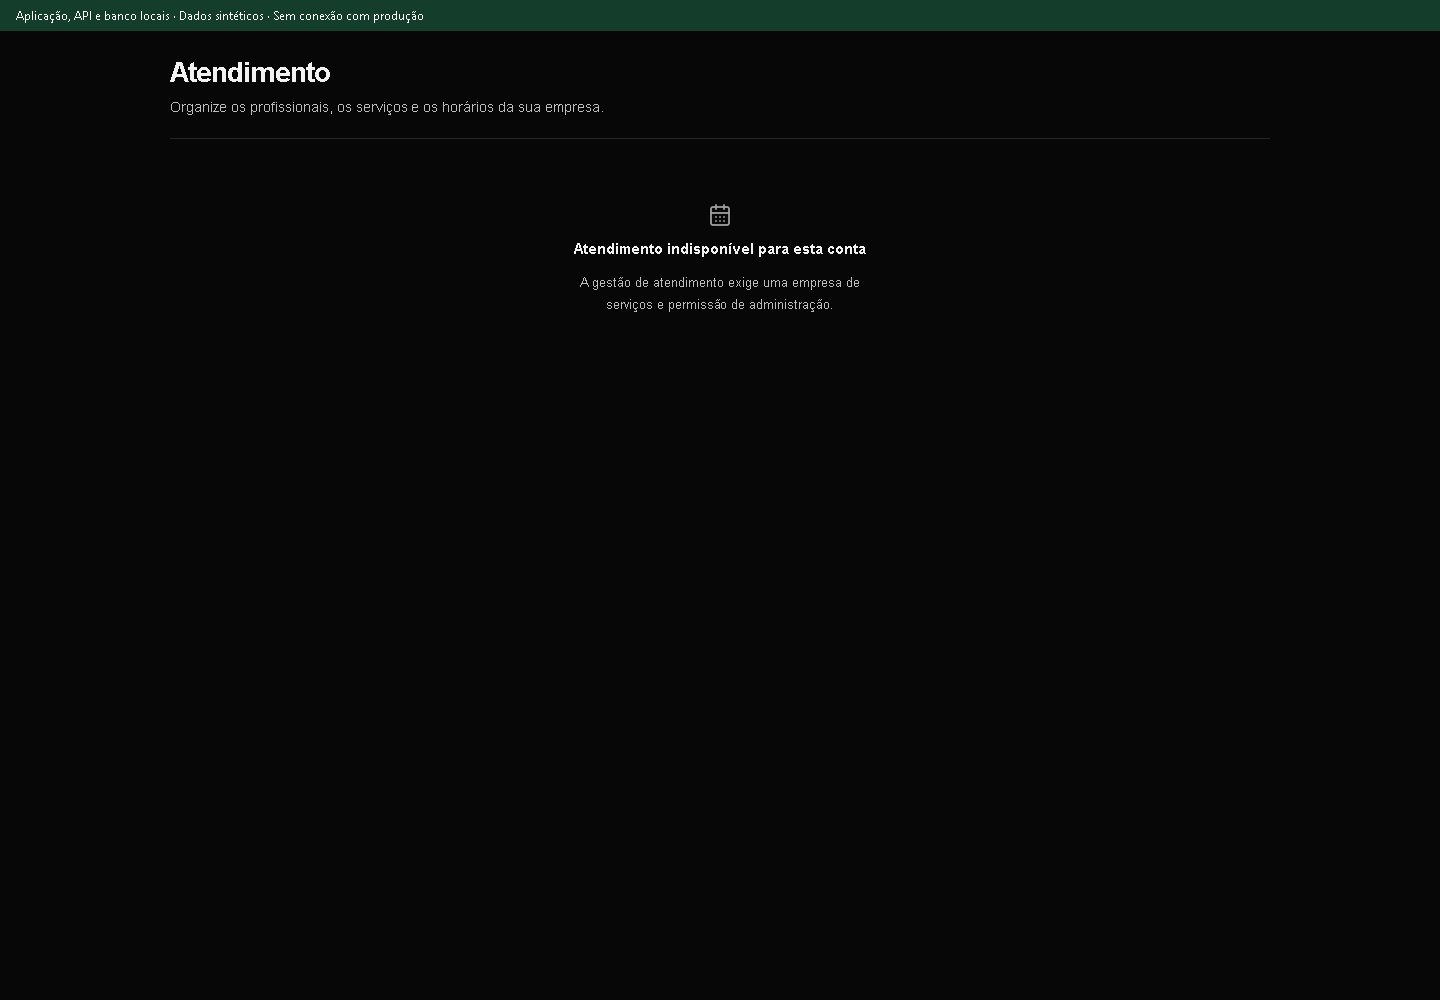 Aplicação, API e banco locais · Dados sintéticos · Sem conexão com produção
Atendimento
Organize os profissionais, os serviços e os horários da sua empresa.
Atendimento indisponível para esta conta
A gestão de atendimento exige uma empresa de
serviços e permissão de administração.